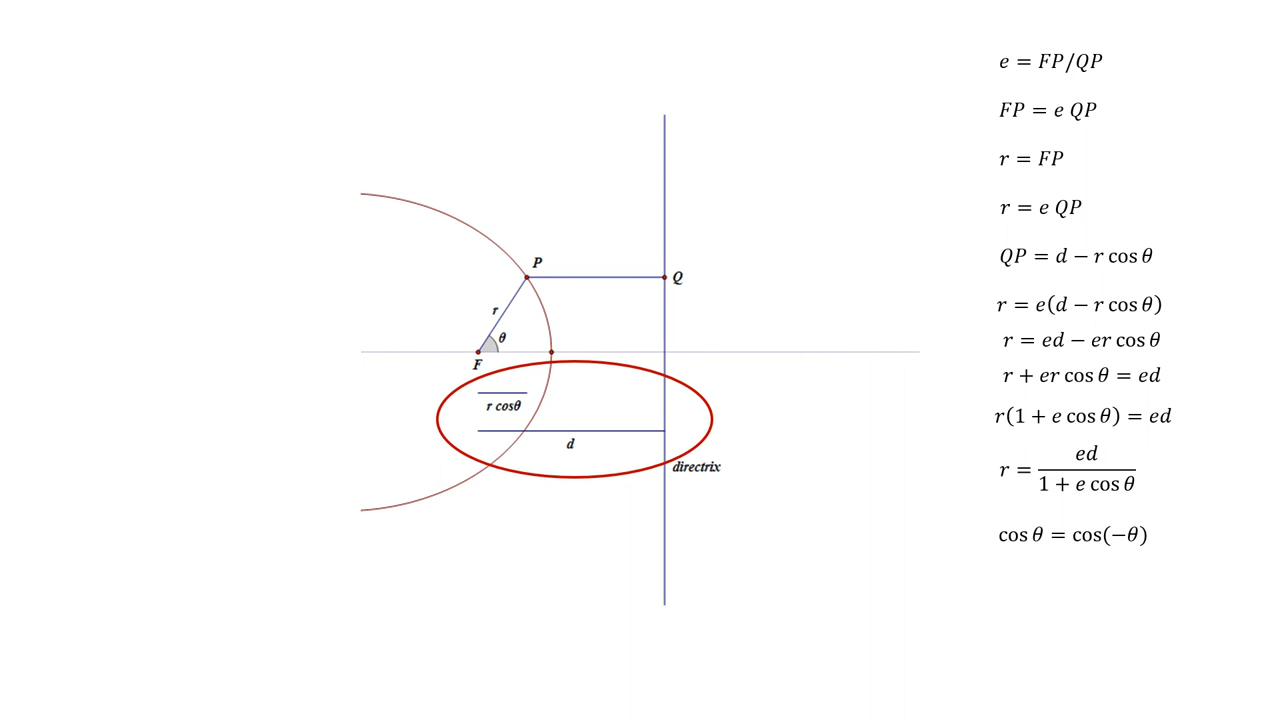 e = FP/QP
FP = e QP
r = FP
r = e QP
QP = d − r cos θ
r = e(d − r cos θ)
r = ed − er cos θ
r + er cos θ = ed
r(1 + e cos θ) = ed
r = ed / 1 + e cos θ
cos θ = cos(−θ)
P
Q
r
θ
F
r cosθ
d
directrix